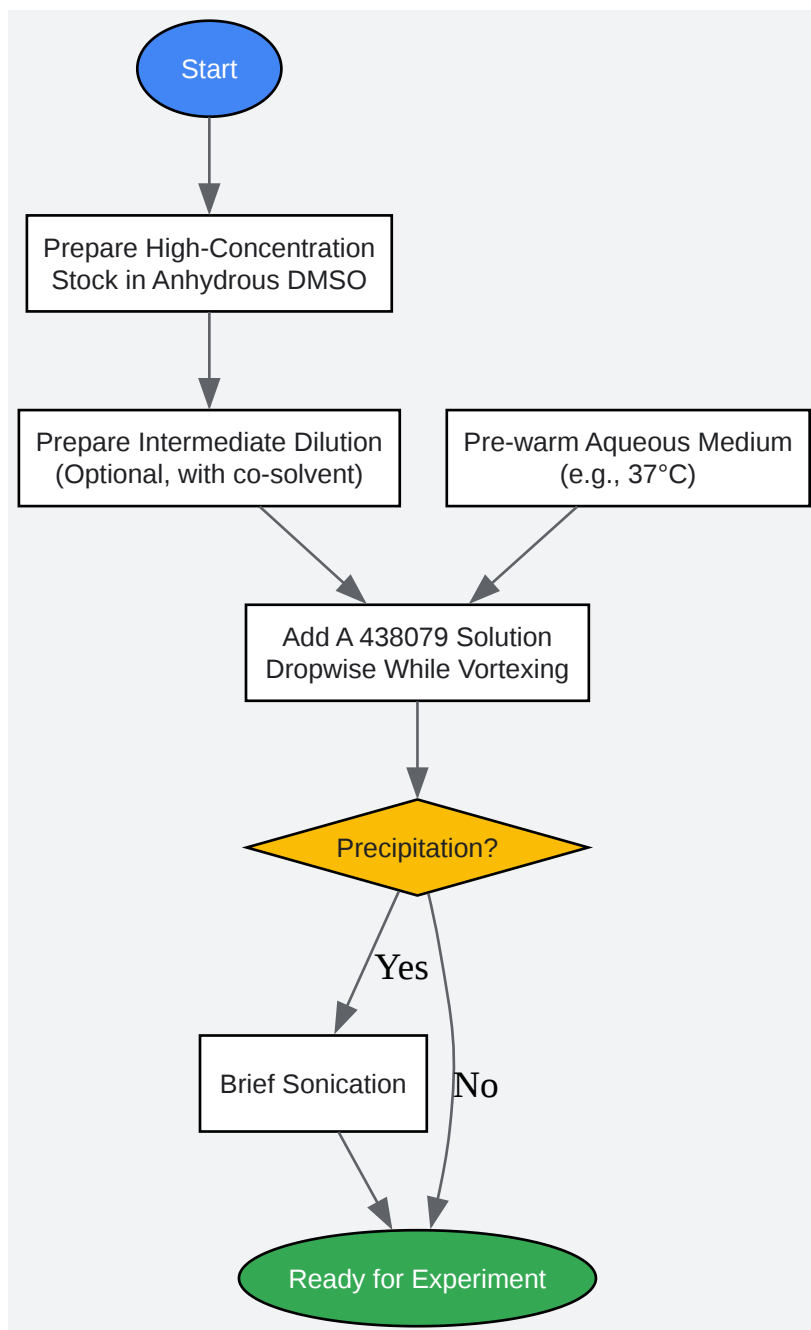 Start
Prepare High-Concentration
Stock in Anhydrous DMSO
Prepare Intermediate Dilution
(Optional, with co-solvent)
Pre-warm Aqueous Medium
(e.g., 37°C)
Add A 438079 Solution
Dropwise While Vortexing
Precipitation?
Yes
Brief Sonication
No
Ready for Experiment